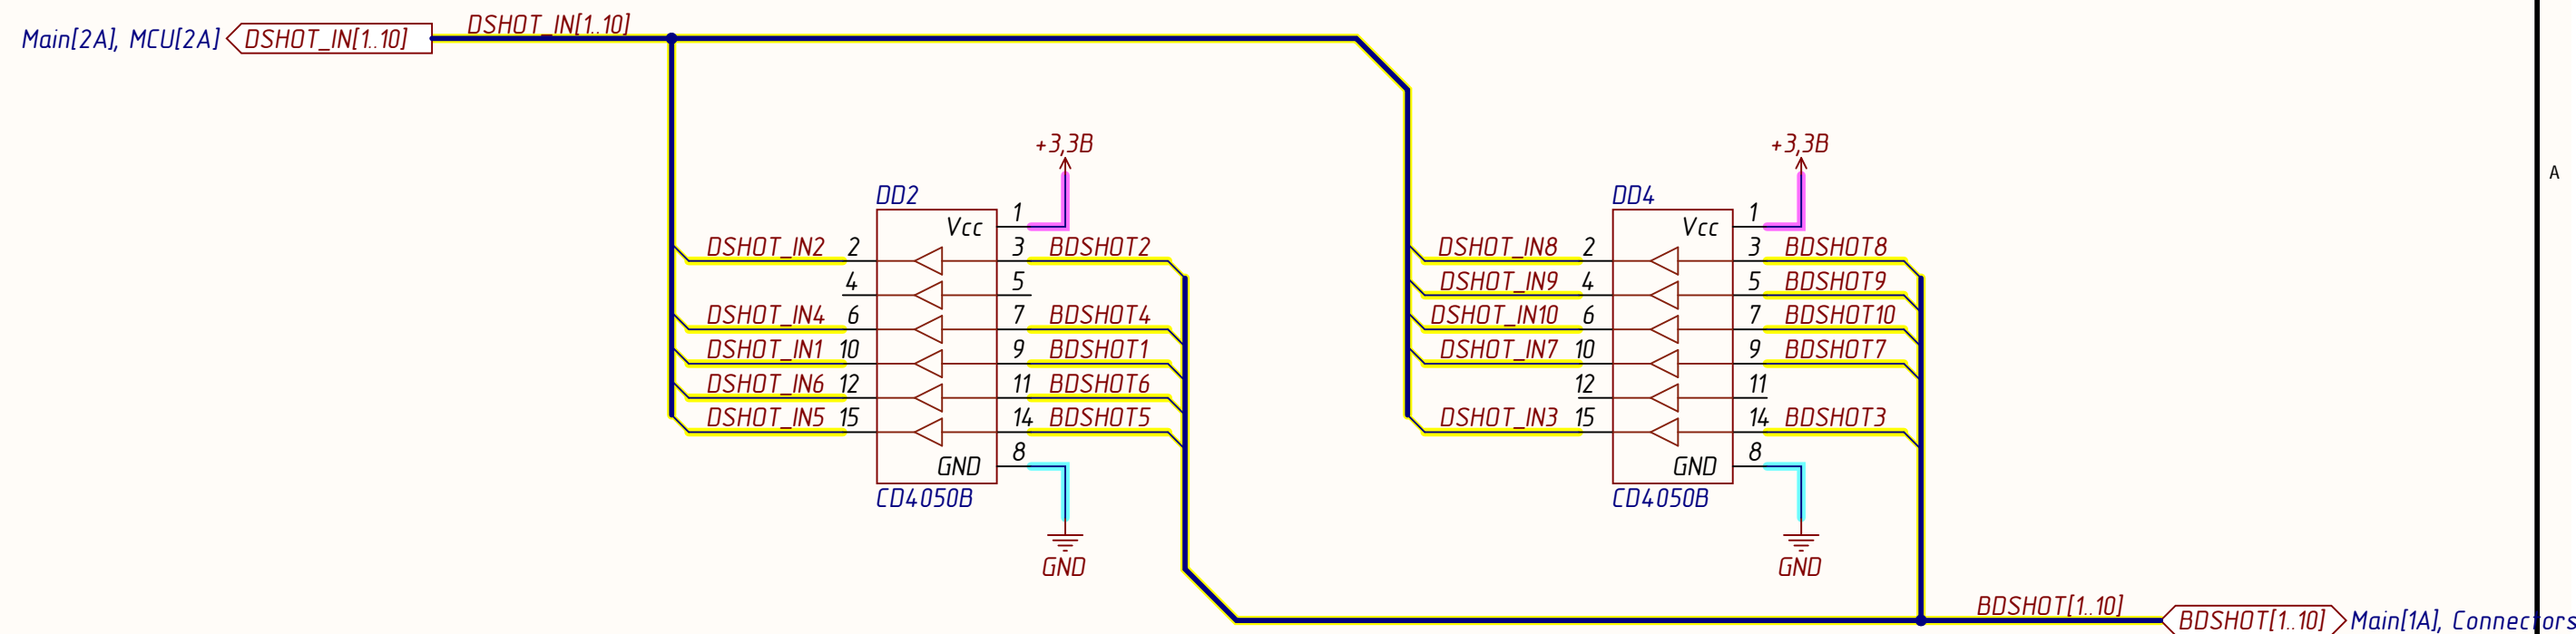 Main[2A], MCU[2A]
DSHOT_IN[1..10]
DSHOT_IN[1..10]
+3,3В
DD2
Vcc
1
DSHOT_IN2
2
3
BDSHOT2
4
5
DSHOT_IN4
6
7
BDSHOT4
DSHOT_IN1
10
9
BDSHOT1
DSHOT_IN6
12
11
BDSHOT6
DSHOT_IN5
15
14
BDSHOT5
GND
8
CD4050B
GND
+3,3В
DD4
Vcc
1
DSHOT_IN8
2
3
BDSHOT8
DSHOT_IN9
4
5
BDSHOT9
DSHOT_IN10
6
7
BDSHOT10
DSHOT_IN7
10
9
BDSHOT7
12
11
DSHOT_IN3
15
14
BDSHOT3
GND
8
CD4050B
GND
A
BDSHOT[1..10]
BDSHOT[1..10]
Main[1A], Connectors